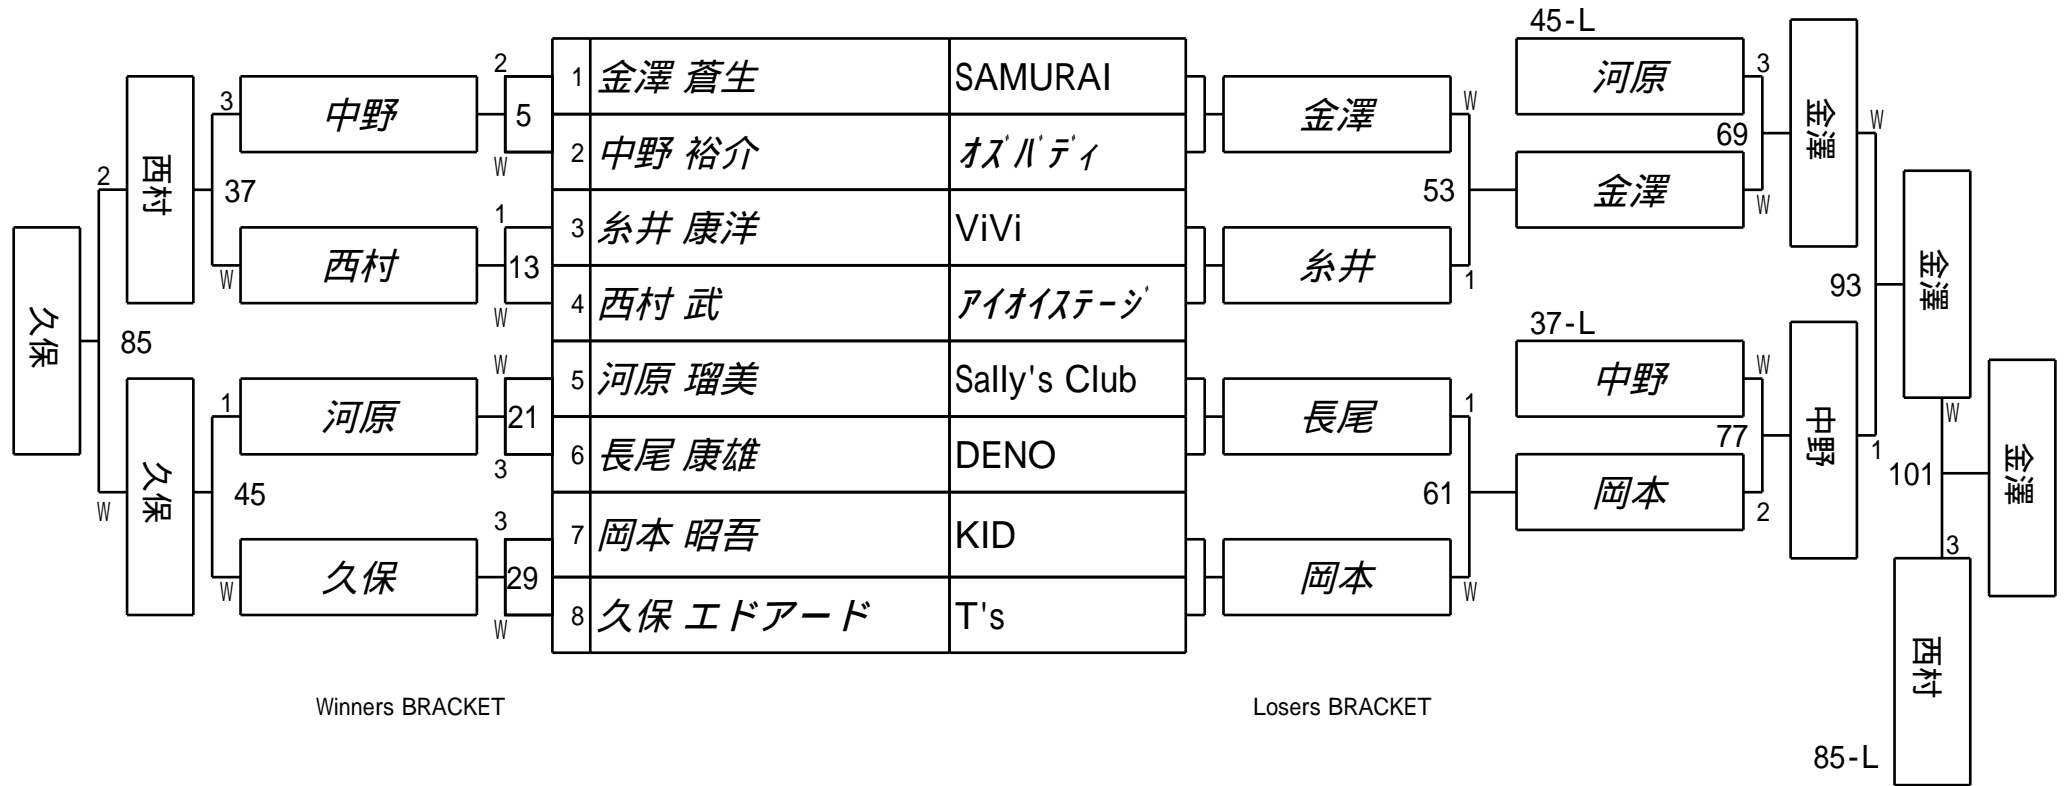 45-L
2
1 金澤 蒼生 SAMURAI
河原
3
3
中野
5
金澤
W
金澤
W
69
2 中野 裕介 オズバディ
W
西村
2
37
53
金澤
W
1
3 糸井 康洋 ViVi
W
西村
13
糸井
1
金澤
93
4 西村 武 アイオイステージ
W
久保
85
37-L
W
5 河原 瑠美 Sally's Club
中野
W
1
河原
21
長尾
1
中野
77
1
6 長尾 康雄 DENO
3
久保
45
W
61
岡本
2
101
W
金澤
3
7 岡本 昭吾 KID
久保
W
29
岡本
W
3
8 久保 エドアード T's
W
西村
Winners BRACKET
Losers BRACKET
85-L